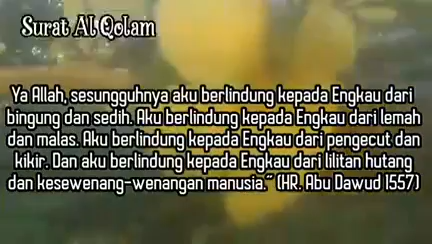 Surat Al Qolam
Ya Allah, sesungguhnya aku berlindung kepada Engkau dari
bingung dan sedih. Aku berlindung kepada Engkau dari lemah
dan malas. Aku berlindung kepada Engkau dari pengecut dan
kikir. Dan aku berlindung kepada Engkau dari lilitan hutang
dan kesewenang-wenangan manusia.” (HR. Abu Dawud 1557)